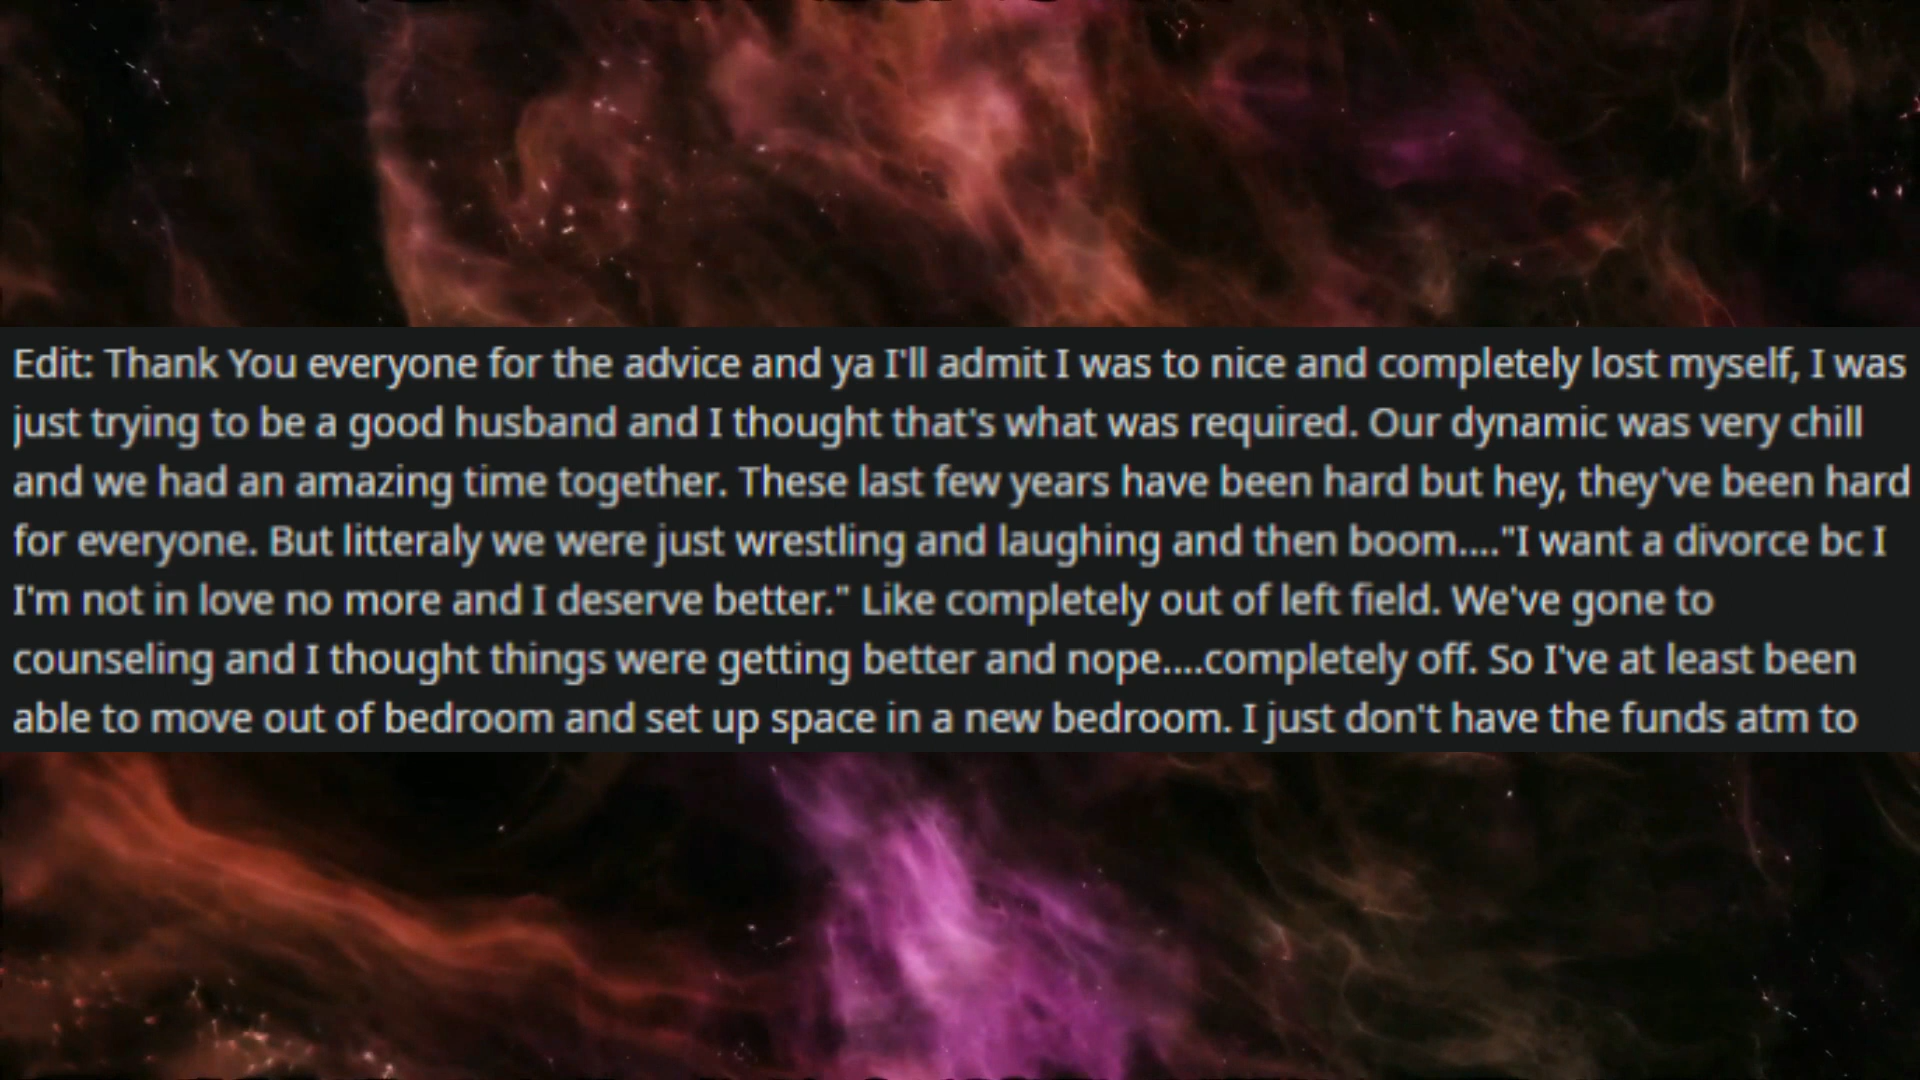 Edit: Thank You everyone for the advice and ya I'll admit I was to nice and completely lost myself, I was
just trying to be a good husband and I thought that's what was required. Our dynamic was very chill
and we had an amazing time together. These last few years have been hard but hey, they've been hard
for everyone. But litteraly we were just wrestling and laughing and then boom...."I want a divorce bc I
I'm not in love no more and I deserve better." Like completely out of left field. We've gone to
counseling and I thought things were getting better and nope....completely off. So I've at least been
able to move out of bedroom and set up space in a new bedroom. I just don't have the funds atm to